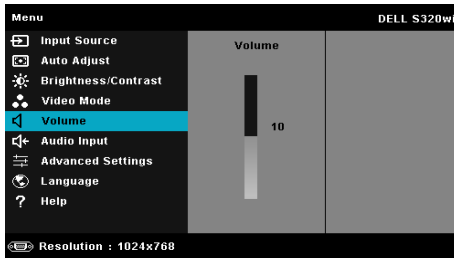 Menu
DELL S320wi
Input Source
Auto Adjust
Brightness/Contrast
Video Mode
Volume
Audio Input
Advanced Settings
Language
? Help
Volume
10
Resolution : 1024x768